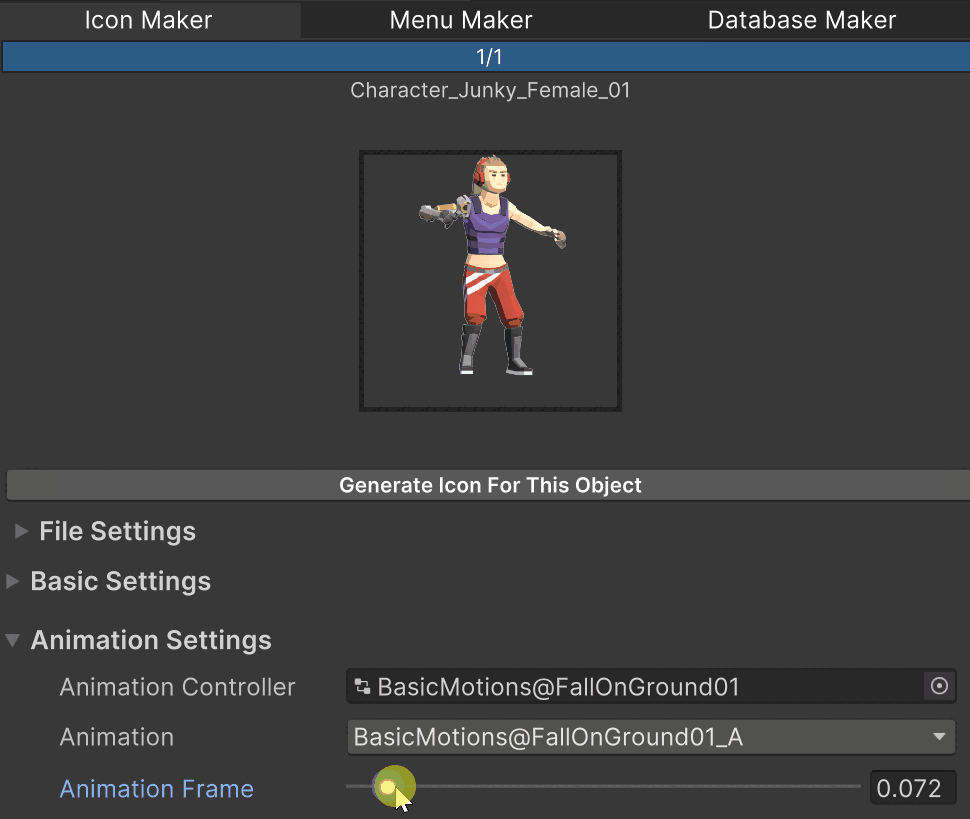 Icon Maker Menu Maker Database Maker
1/1
Character_Junky_Female_01
Generate Icon For This Object
File Settings
Basic Settings
Animation Settings
Animation Controller BasicMotions@FallOnGround01
Animation BasicMotions@FallOnGround01_A
Animation Frame 0.072